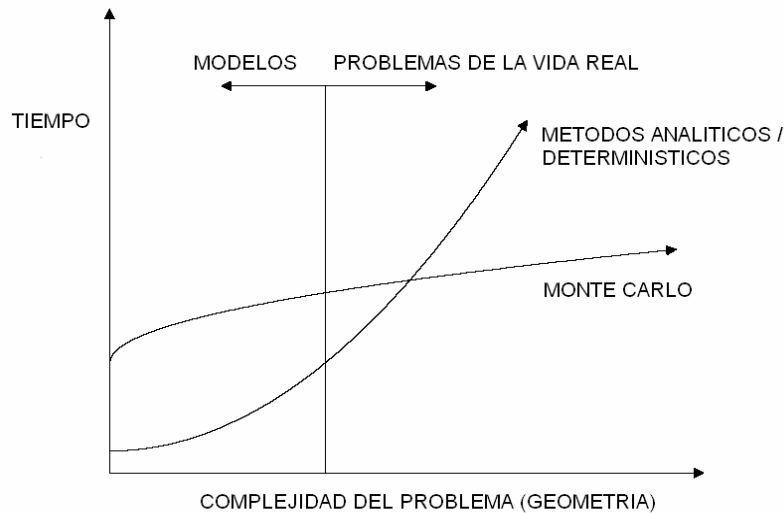 MODELOS
PROBLEMAS DE LA VIDA REAL
TIEMPO
METODOS ANALITICOS /
DETERMINISTICOS
MONTE CARLO
COMPLEJIDAD DEL PROBLEMA (GEOMETRIA)